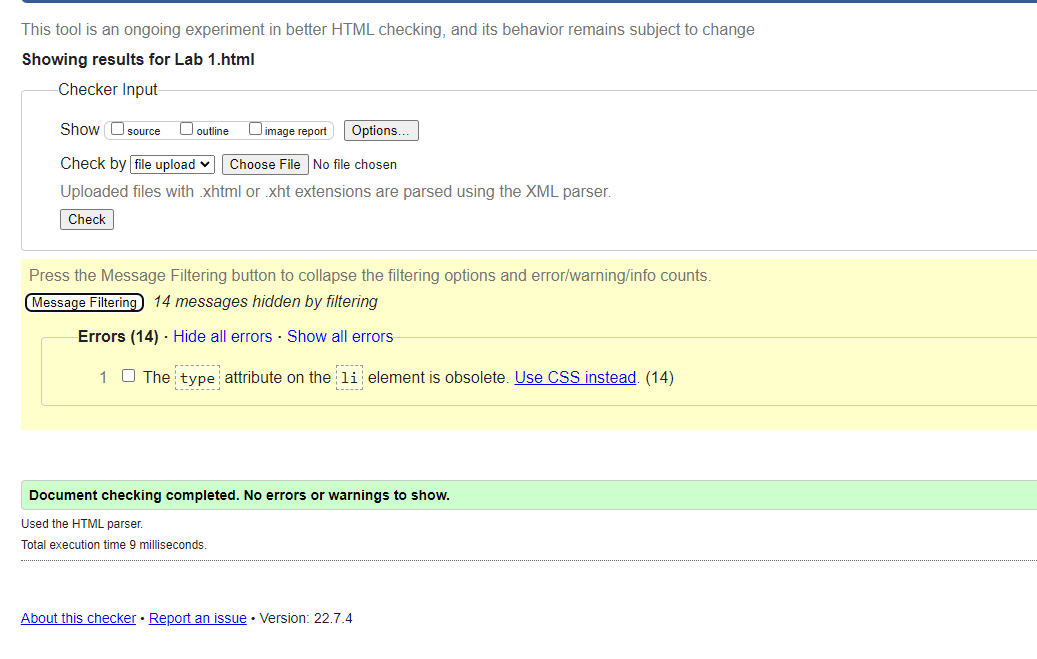 This tool is an ongoing experiment in better HTML checking, and its behavior remains subject to change
Showing results for Lab 1.html
Checker Input
Show source outline image report Options...
Check by file upload Choose File No file chosen
Uploaded files with .xhtml or .xht extensions are parsed using the XML parser.
Check
Press the Message Filtering button to collapse the filtering options and error/warning/info counts.
Message Filtering 14 messages hidden by filtering
Errors (14) · Hide all errors · Show all errors
1 The type attribute on the li element is obsolete. Use CSS instead. (14)
Document checking completed. No errors or warnings to show.
Used the HTML parser.
Total execution time 9 milliseconds.
About this checker • Report an issue • Version: 22.7.4